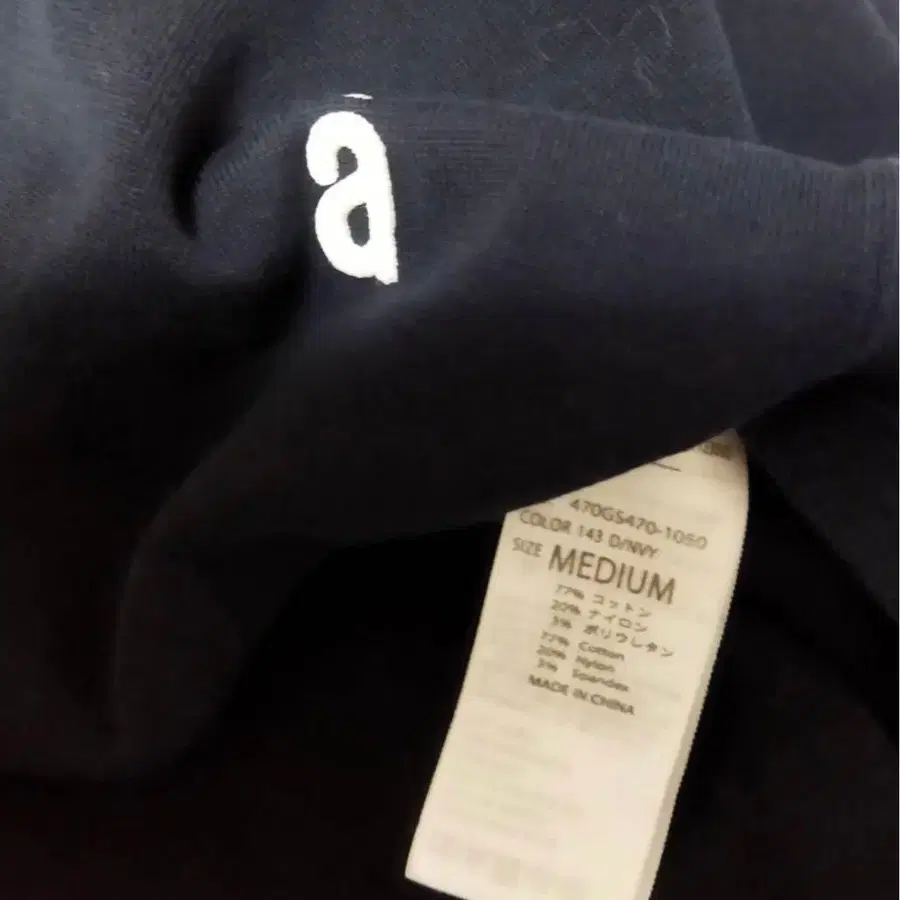 a
470GS470-1050
COLOR 143 D/NVY
SIZE MEDIUM
77% コットン
20% ナイロン
3% ポリウレタン
77% Cotton
20% Nylon
3% Spandex
MADE IN CHINA